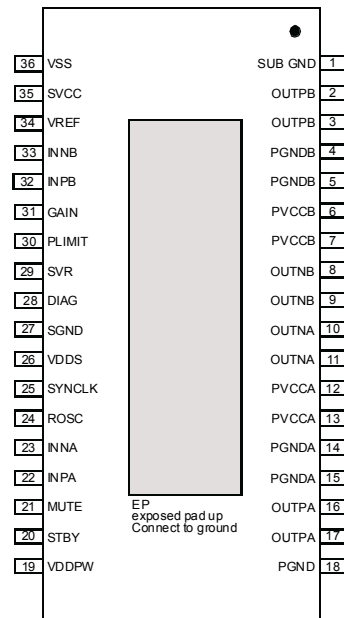 36 VSS SUB GND 1
35 SVCC OUTPB 2
34 VREF OUTPB 3
33 INNB PGNDB 4
32 INPB PGNDB 5
31 GAIN PVCCB 6
30 PLIMIT PVCCB 7
29 SVR OUTNB 8
28 DIAG OUTNB 9
27 SGND OUTNA 10
26 VDDS OUTNA 11
25 SYNCLK PVCCA 12
24 ROSC PVCCA 13
23 INNA PGNDA 14
22 INPA PGNDA 15
21 MUTE OUTPA 16
20 STBY OUTPA 17
19 VDDPW PGND 18
EP
exposed pad up
Connect to ground